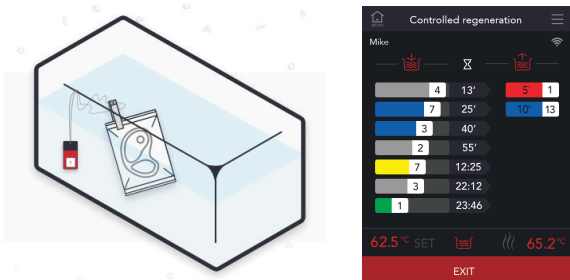 Controlled regeneration
Mike
4 13' 5' 1
7 25' 10' 13
3 40'
2 55'
7 12:25
3 22:12
1 23:46
62.5°C SET 65.2°C
EXIT